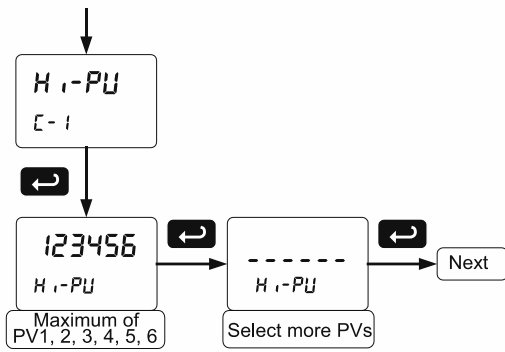 Hi-PV
C-1
123456
Hi-PV
Maximum of
PV1, 2, 3, 4, 5, 6
------
Hi-PV
Select more PVs
Next